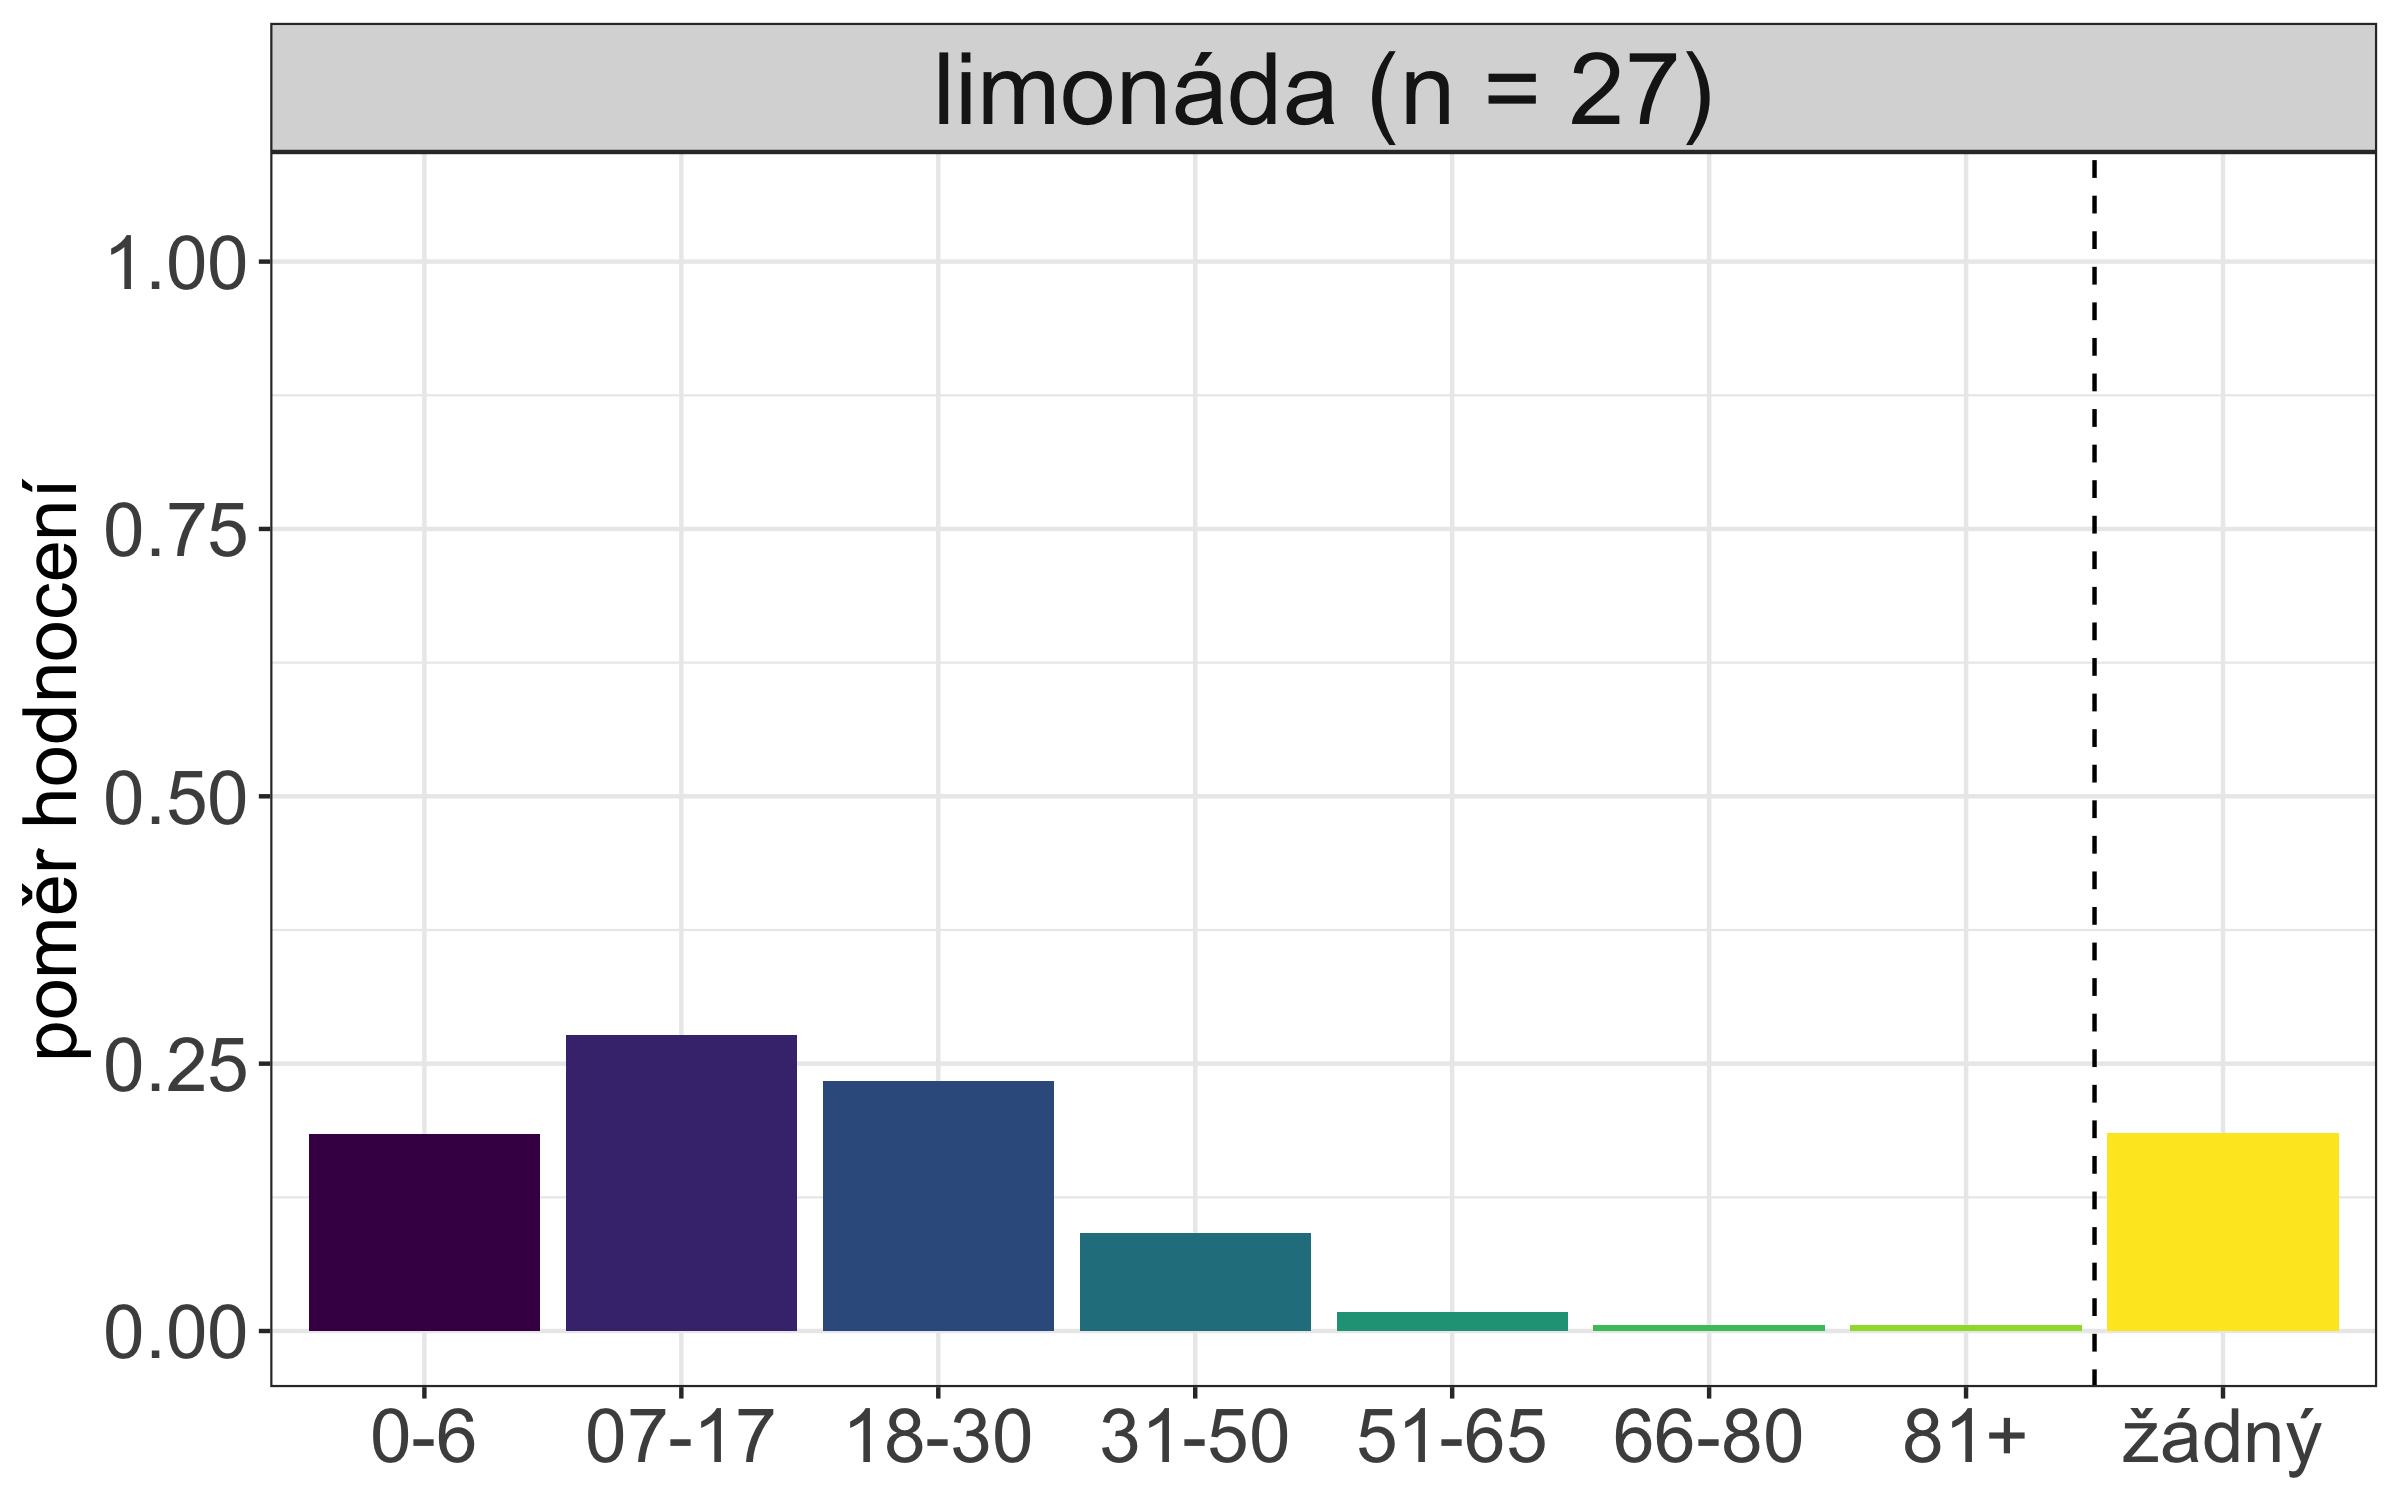 limonáda (n = 27)
poměr hodnocení
1.00
0.75
0.50
0.25
0.00
0-6 07-17 18-30 31-50 51-65 66-80 81+ žádný